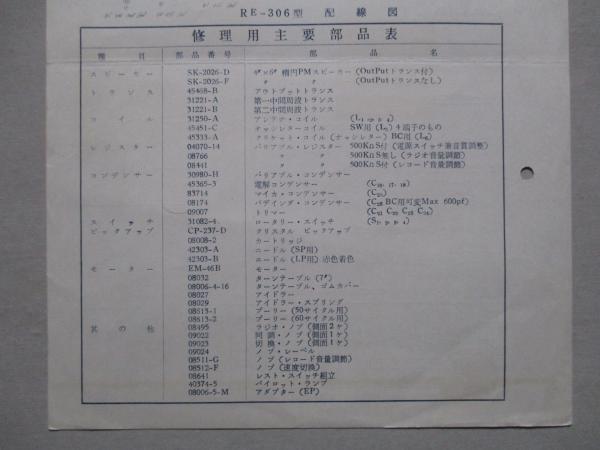 RE-306型 配線図
修理用主要部品表
種目 部品番号 部品名
スピーカー SK-2026-D 4″×6″ 楕円PMスピーカー (OutPutトランス付)
SK-2026-F 〃 〃 (OutPutトランスなし)
トランス 45468-B アウトプットトランス
31221-A 第一中間周波トランス
31221-B 第二中間周波トランス
コイル 31250-A アンテナ・コイル
45451-C オッシレターコイル SW用 (L₅) 4端子のもの
45333-A クリケット・コイル (オッシレター) BC用 (L₆)
レジスター 04070-14 バリアブル・レジスター 500KΩS付 (電源スイッチ兼音質調整)
08766 〃 〃 500KΩS無し (ラジオ音量調節)
08441 〃 〃 500KΩS付 (レコード音量調節)
コンデンサー 30980-H バリアブル・コンデンサー
45365-3 電解コンデンサー (C₁₆, ₁₇, ₁₈)
83714 マイカ・コンデンサー
08174 パディング・コンデンサー (C₂₅ BC用可変Max 600pf)
09007 トリマー
スイッチ 31082-4 ロータリー・スイッチ
ピックアップ CP-237-D クリスタル ピックアップ
08008-2 カートリッジ
42303-A ニードル (SP用)
42303-B ニードル (LP用) 赤色着色
モーター EM-46B モーター
08032 ターンテーブル (7″)
08006-4-16 ターンテーブル、ゴムカバー
08027 アイドラー
08029 アイドラー・スプリング
08613-1 プーリー (50サイクル用)
08613-2 プーリー (60サイクル用)
其の他 08495 ラジオ・ノブ (側面2ヶ)
09022 同調・ノブ (側面1ヶ)
09023 切換・ノブ (側面1ヶ)
09024 ノブ・レーベル
08511-G ノブ (レコード音量調節)
08512-F ノブ (速度切換)
08641 レスト・スイッチ組立
40374-5 パイロット・ランプ
08006-5-M アダプター (EP)